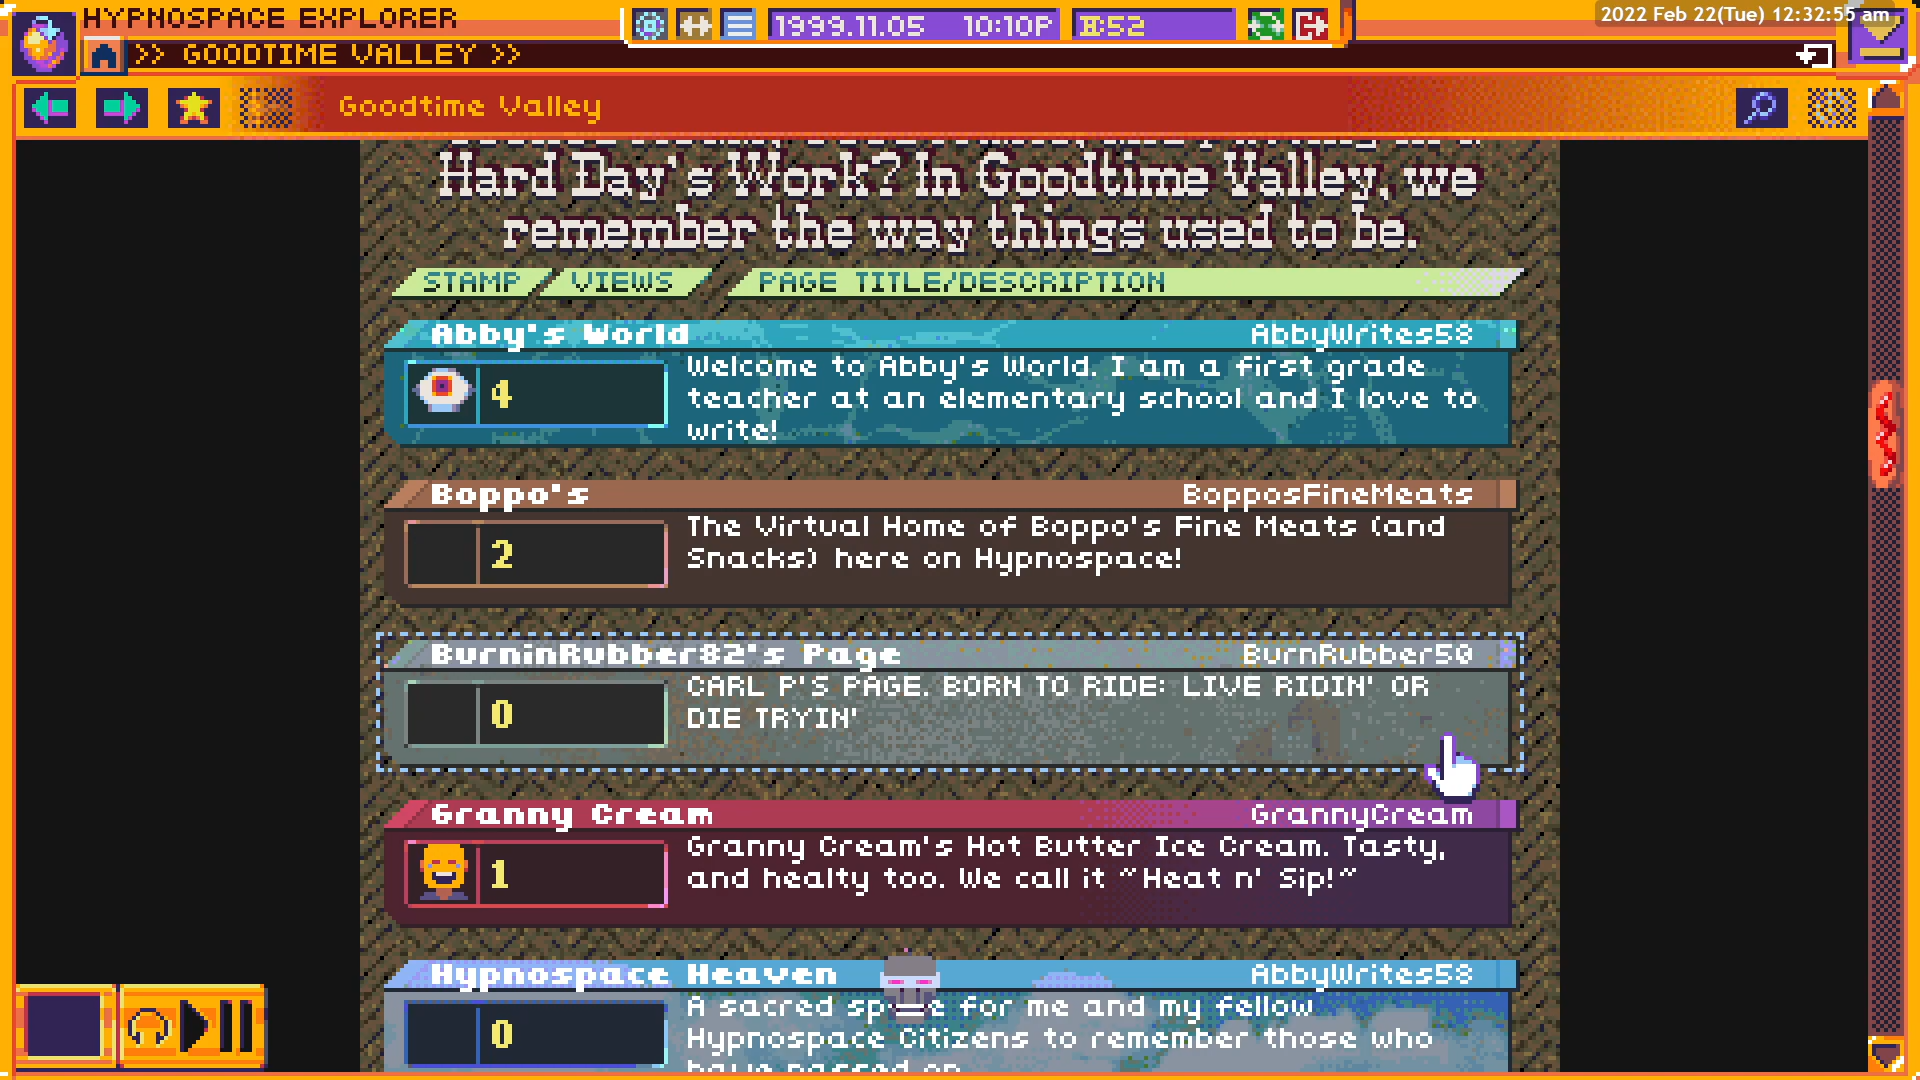 HYPNOSPACE EXPLORER
1999.11.05 10:10P
52
2022 Feb 22(Tue) 12:32:55 am
>> GOODTIME VALLEY >>
Goodtime Valley
Hard Day's Work? In Goodtime Valley, we
remember the way things used to be.
STAMP VIEWS PAGE TITLE/DESCRIPTION
Abby's World AbbyWrites58
4
Welcome to Abby's World. I am a first grade
teacher at an elementary school and I love to
write!
Boppo's BopposFineMeats
2
The Virtual Home of Boppo's Fine Meats (and
Snacks) here on Hypnospace!
BurninRubber82's Page BurnRubber50
0
CARL P'S PAGE. BORN TO RIDE: LIVE RIDIN' OR
DIE TRYIN'
Granny Cream GrannyCream
1
Granny Cream's Hot Butter Ice Cream. Tasty,
and healty too. We call it ~Heat n' Sip!~
Hypnospace Heaven AbbyWrites58
0
A sacred space for me and my fellow
Hypnospace Citizens to remember those who
have passed on